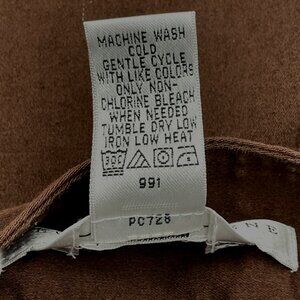 MACHINE WASH
COLD
GENTLE CYCLE
WITH LIKE COLORS
ONLY NON-
CHLORINE BLEACH
WHEN NEEDED
TUMBLE DRY LOW
IRON LOW HEAT
991
PC728